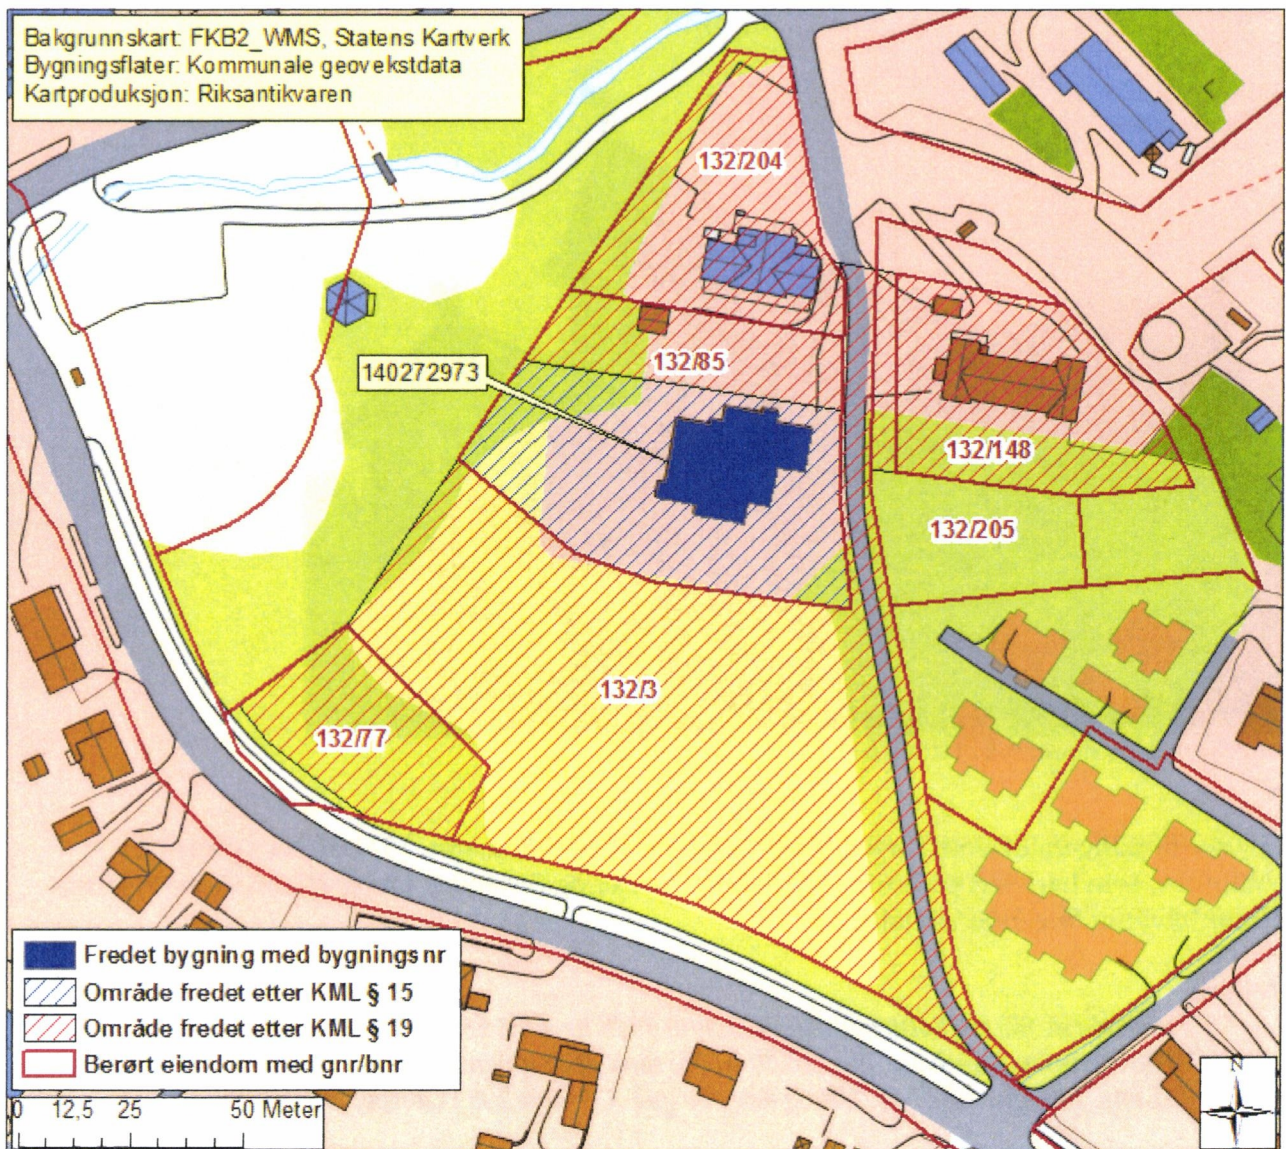 Bakgrunnskart: FKB2_WMS, Statens Kartverk
Bygningsflater: Kommunale geovekstdata
Kartproduksjon: Riksantikvaren
132/204
132/85
140272973
132/148
132/205
132/3
132/77
Fredet bygning med bygningsnr
Område fredet etter KML § 15
Område fredet etter KML § 19
Berørt eiendom med gnr/bnr
0 12,5 25 50 Meter
N